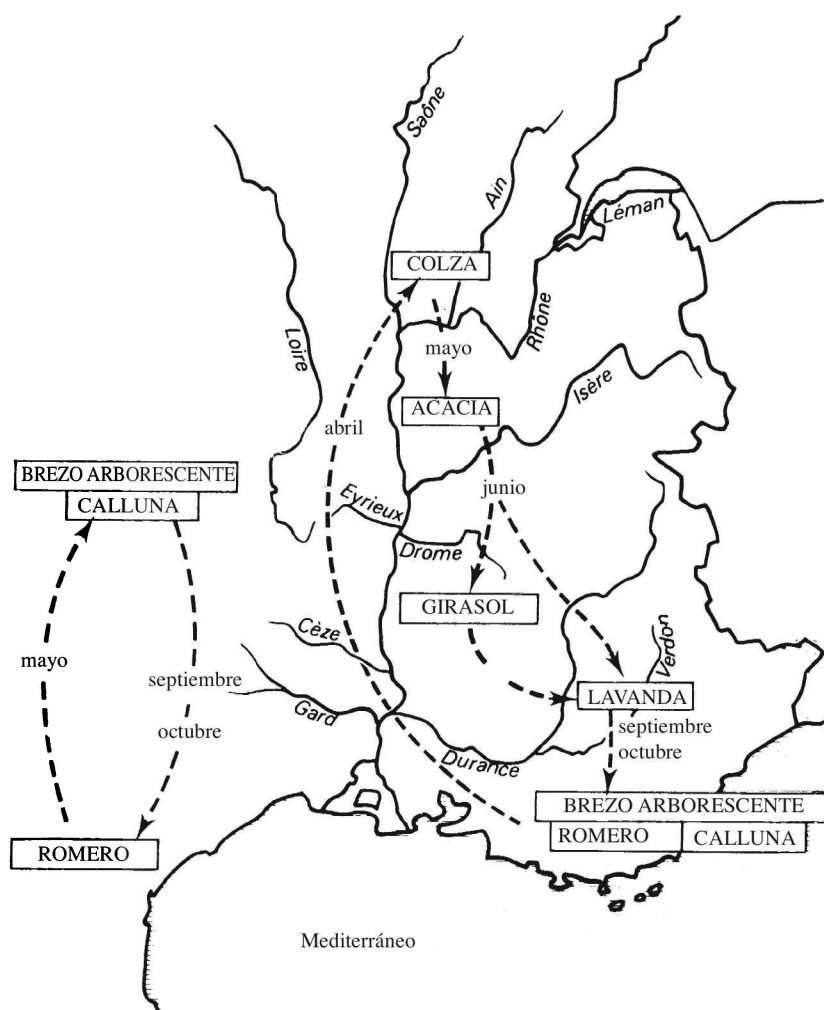 Saône
Ain
Léman
COLZA
Rhône
Loire
mayo
Isère
ACACIA
abril
BREZO ARBORESCENTE
CALLUNA
junio
Eyrieux
Drome
GIRASOL
Cèze
Verdon
mayo
septiembre
LAVANDA
Gard
octubre
septiembre
octubre
Durance
BREZO ARBORESCENTE
ROMERO
CALLUNA
ROMERO
Mediterráneo